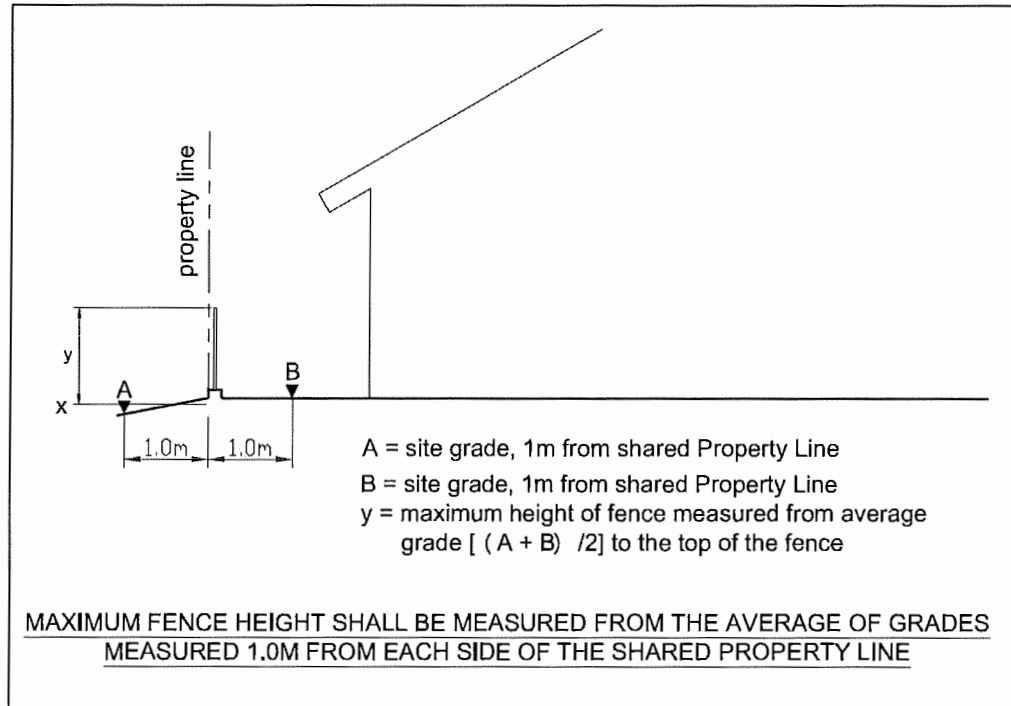 property line
y
A
B
x
1.0m
1.0m
A = site grade, 1m from shared Property Line
B = site grade, 1m from shared Property Line
y = maximum height of fence measured from average
grade [ ( A + B) /2] to the top of the fence
MAXIMUM FENCE HEIGHT SHALL BE MEASURED FROM THE AVERAGE OF GRADES
MEASURED 1.0M FROM EACH SIDE OF THE SHARED PROPERTY LINE